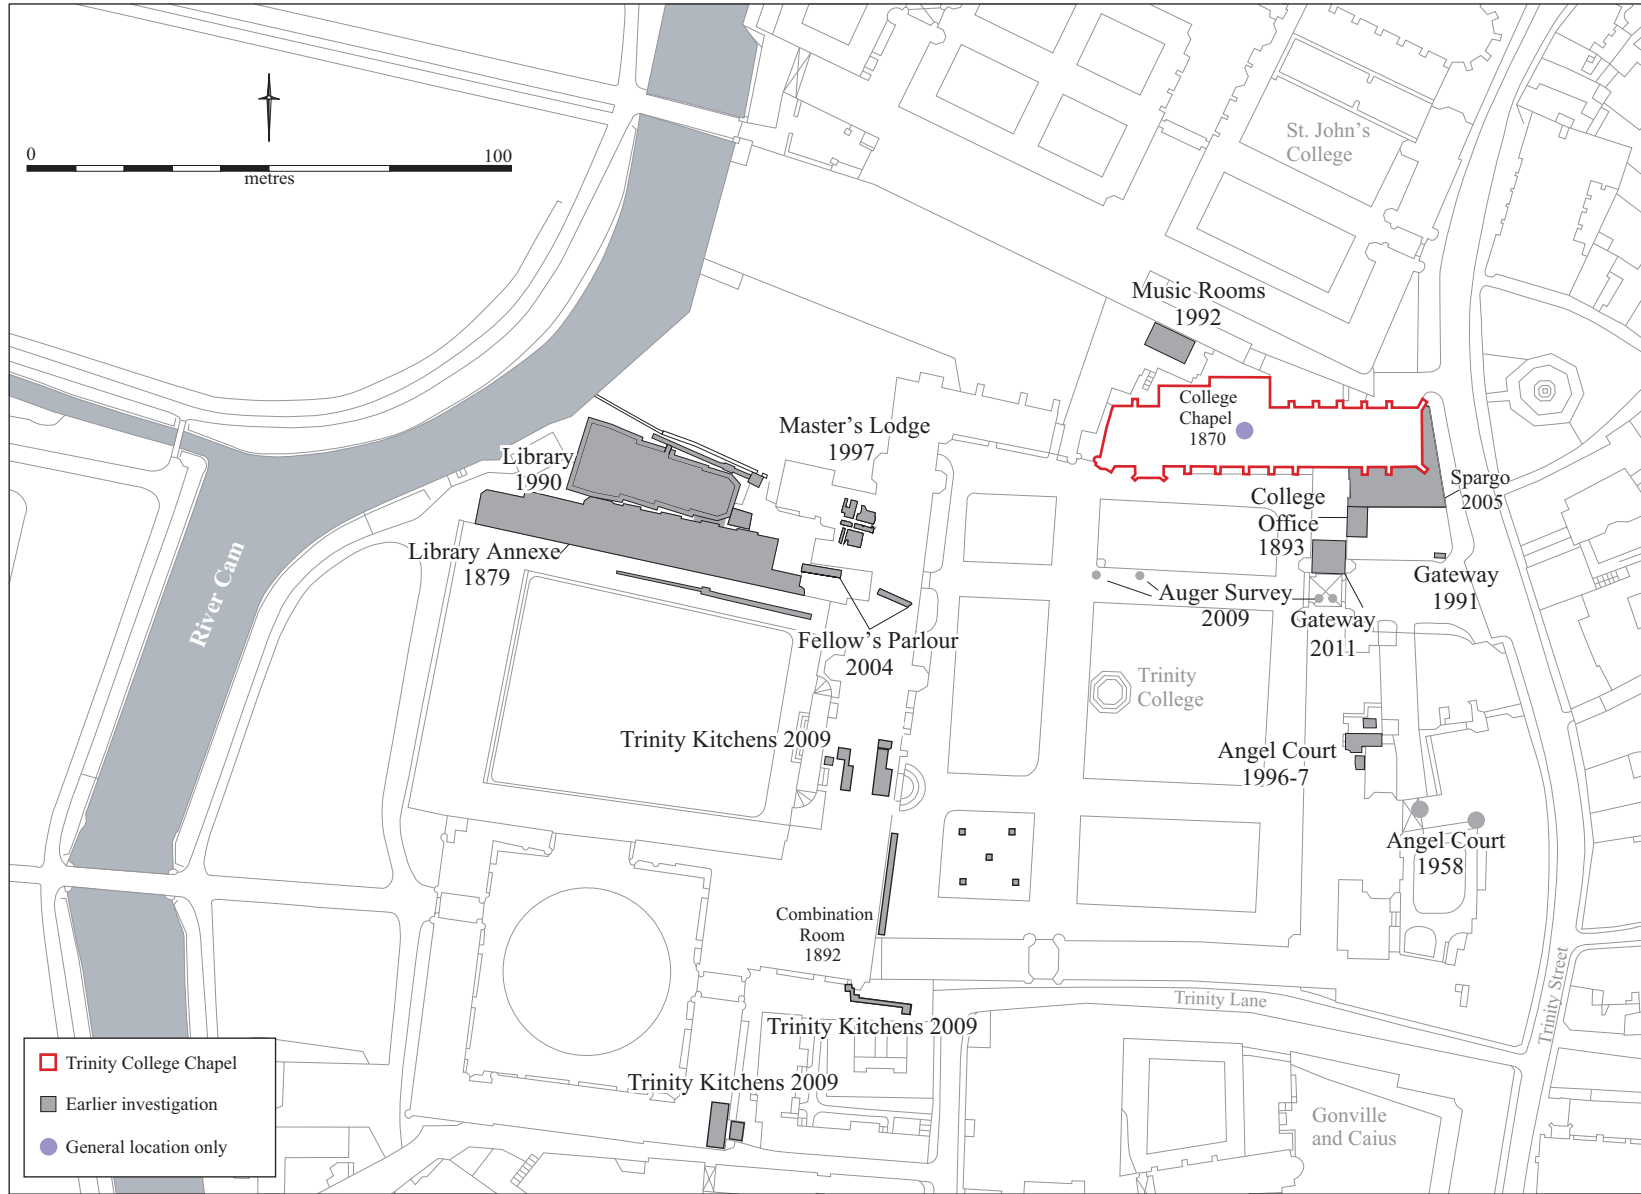 0
100
metres
St. John's
College
Music Rooms
1992
College
Chapel
1870
Master's Lodge
1997
Library
1990
Spargo
2005
College
Office
1893
Library Annexe
1879
Gateway
1991
Auger Survey
2009
Gateway
2011
River Cam
Fellow's Parlour
2004
Trinity
College
Trinity Kitchens 2009
Angel Court
1996-7
Angel Court
1958
Combination
Room
1892
Trinity Lane
Trinity Street
Trinity Kitchens 2009
Trinity Kitchens 2009
Gonville
and Caius
Trinity College Chapel
Earlier investigation
General location only